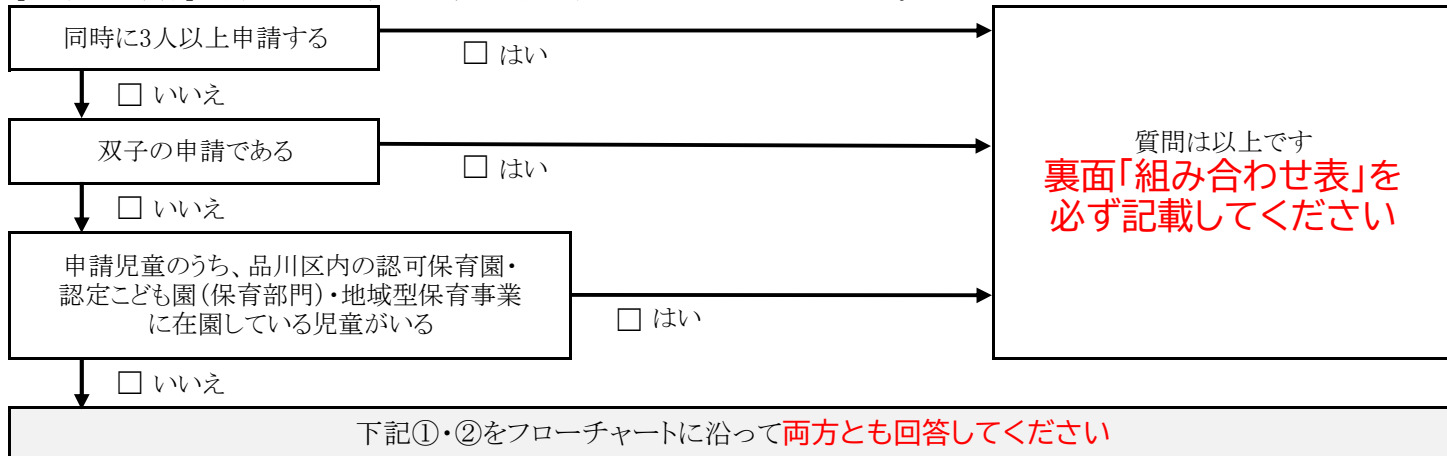 同時に3人以上申請する
□ はい
□ いいえ
双子の申請である
□ はい
□ いいえ
申請児童のうち、品川区内の認可保育園・
認定こども園(保育部門)・地域型保育事業
に在園している児童がいる
□ はい
□ いいえ
質問は以上です
裏面「組み合わせ表」を
必ず記載してください
下記①・②をフローチャートに沿って両方とも回答してください